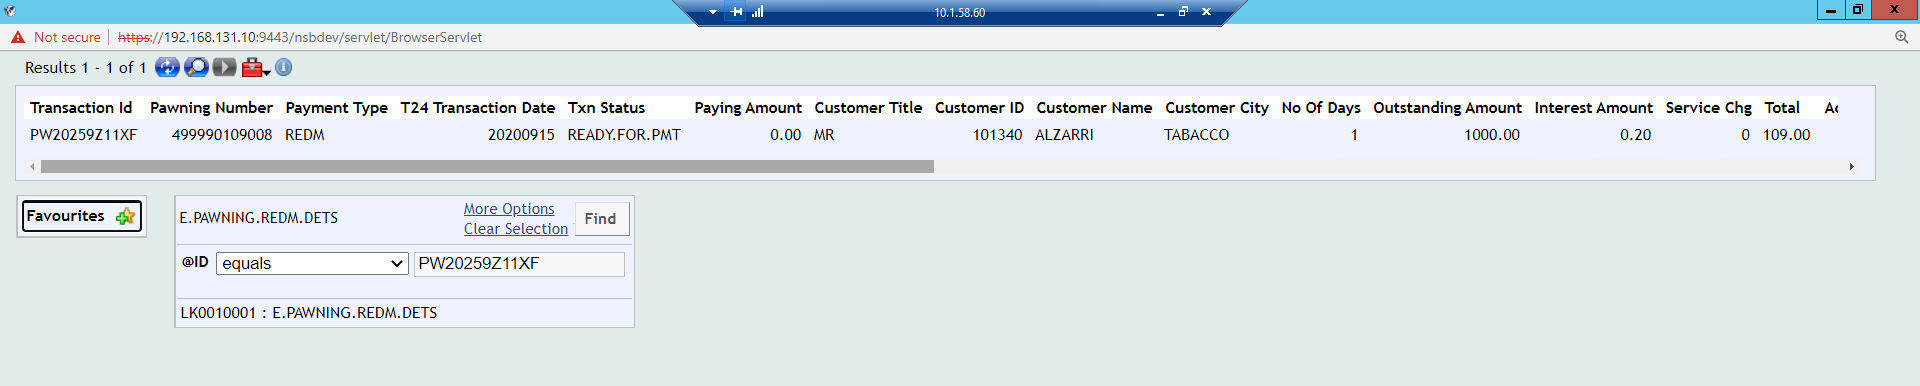 10.1.58.60
Not secure https://192.168.131.10:9443/nsbdev/servlet/BrowserServlet
Results 1 - 1 of 1
Transaction Id Pawning Number Payment Type T24 Transaction Date Txn Status Paying Amount Customer Title Customer ID Customer Name Customer City No Of Days Outstanding Amount Interest Amount Service Chg Total
PW20259Z11XF 499990109008 REDM 20200915 READY.FOR.PMT 0.00 MR 101340 ALZARRI TABACCO 1 1000.00 0.20 0 109.00
Favourites
E.PAWNING.REDM.DETS
More Options
Clear Selection
Find
@ID equals PW20259Z11XF
LK0010001 : E.PAWNING.REDM.DETS